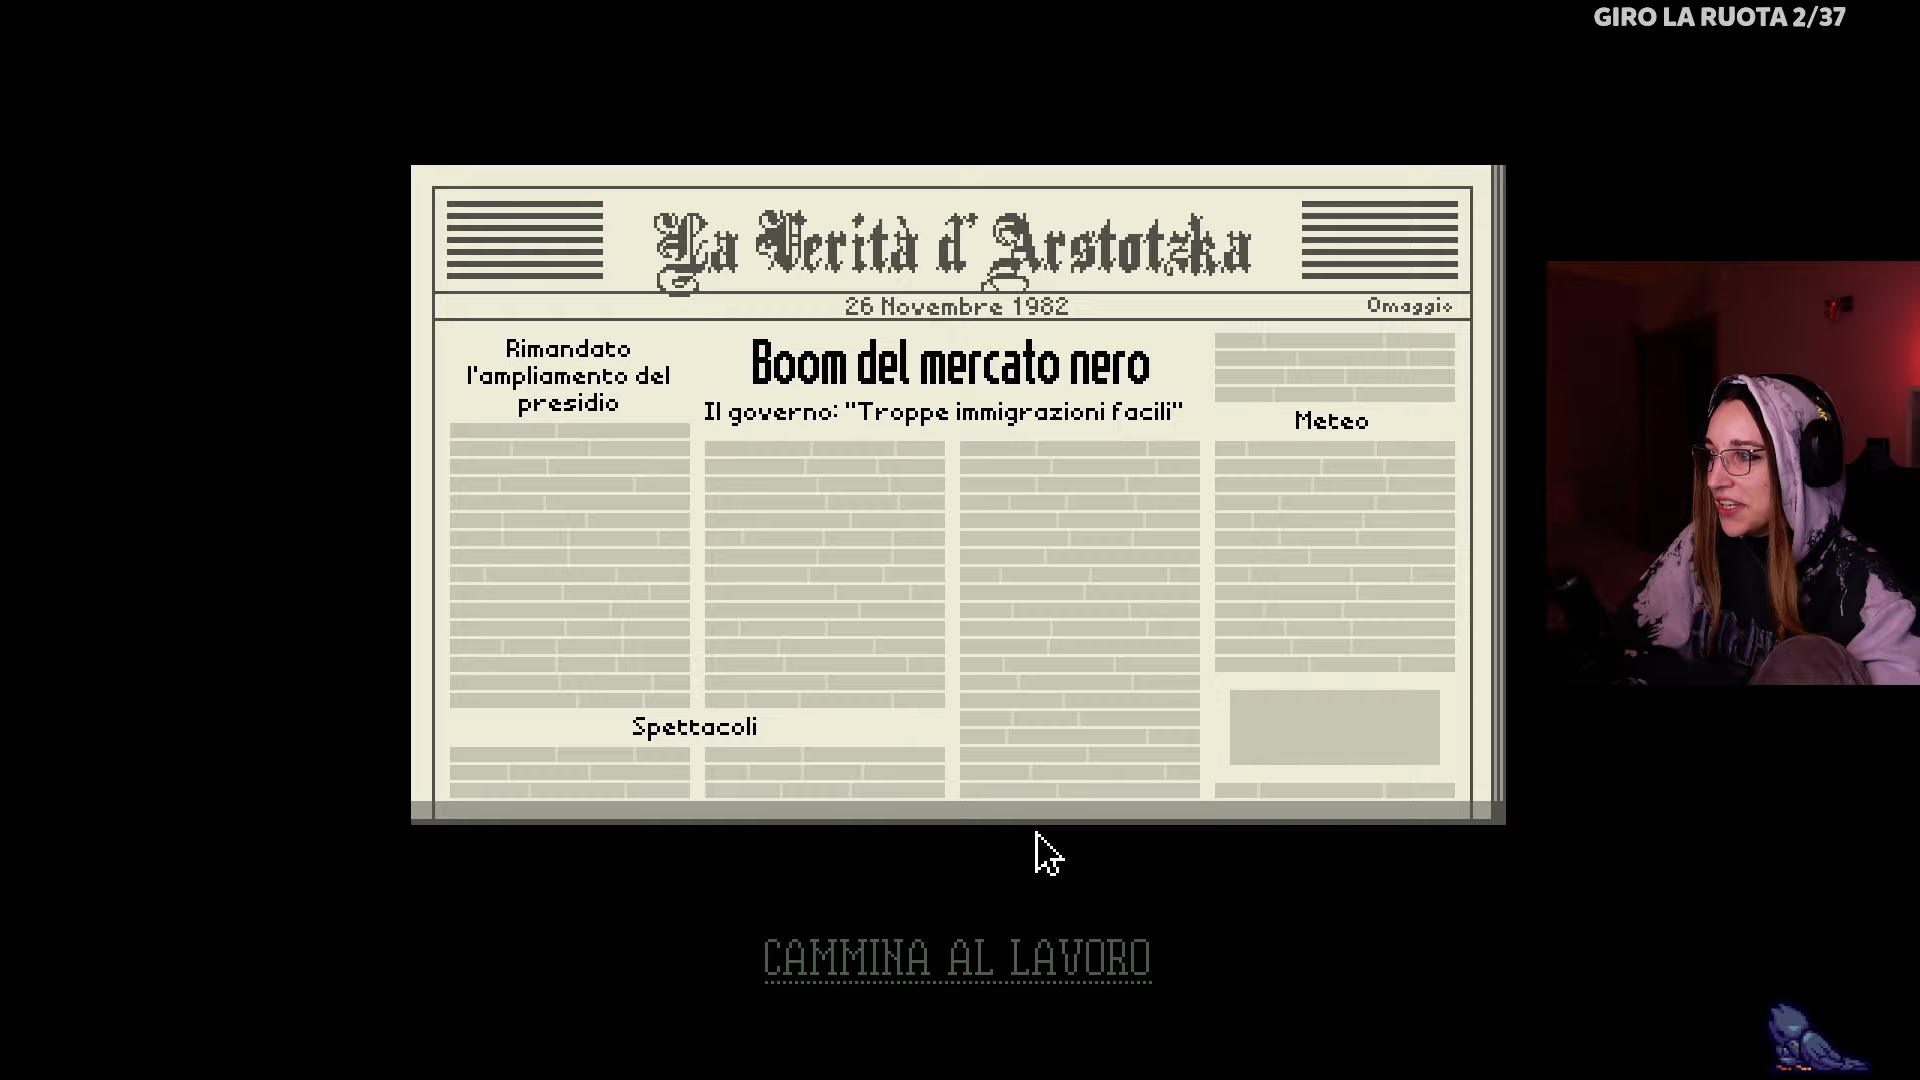 GIRO LA RUOTA 2/37
La Verità d'Arstotzka
26 Novembre 1982
Omaggio
Rimandato
l'ampliamento del
presidio
Boom del mercato nero
Il governo: "Troppe immigrazioni facili"
Meteo
Spettacoli
CAMMINA AL LAVORO